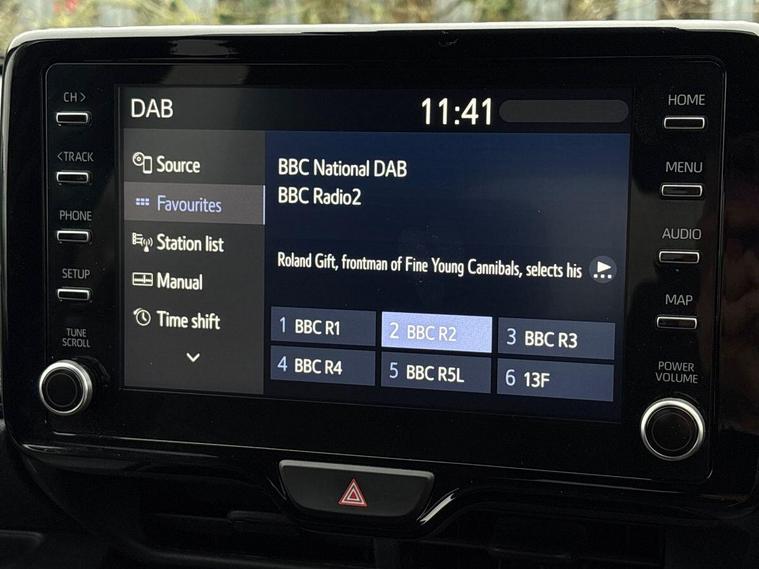 DAB
11:41
CH >
< TRACK
PHONE
SETUP
TUNE
SCROLL
Source
Favourites
Station list
Manual
Time shift
BBC National DAB
BBC Radio2
Roland Gift, frontman of Fine Young Cannibals, selects his
1 BBC R1
2 BBC R2
3 BBC R3
4 BBC R4
5 BBC R5L
6 13F
HOME
MENU
AUDIO
MAP
POWER
VOLUME